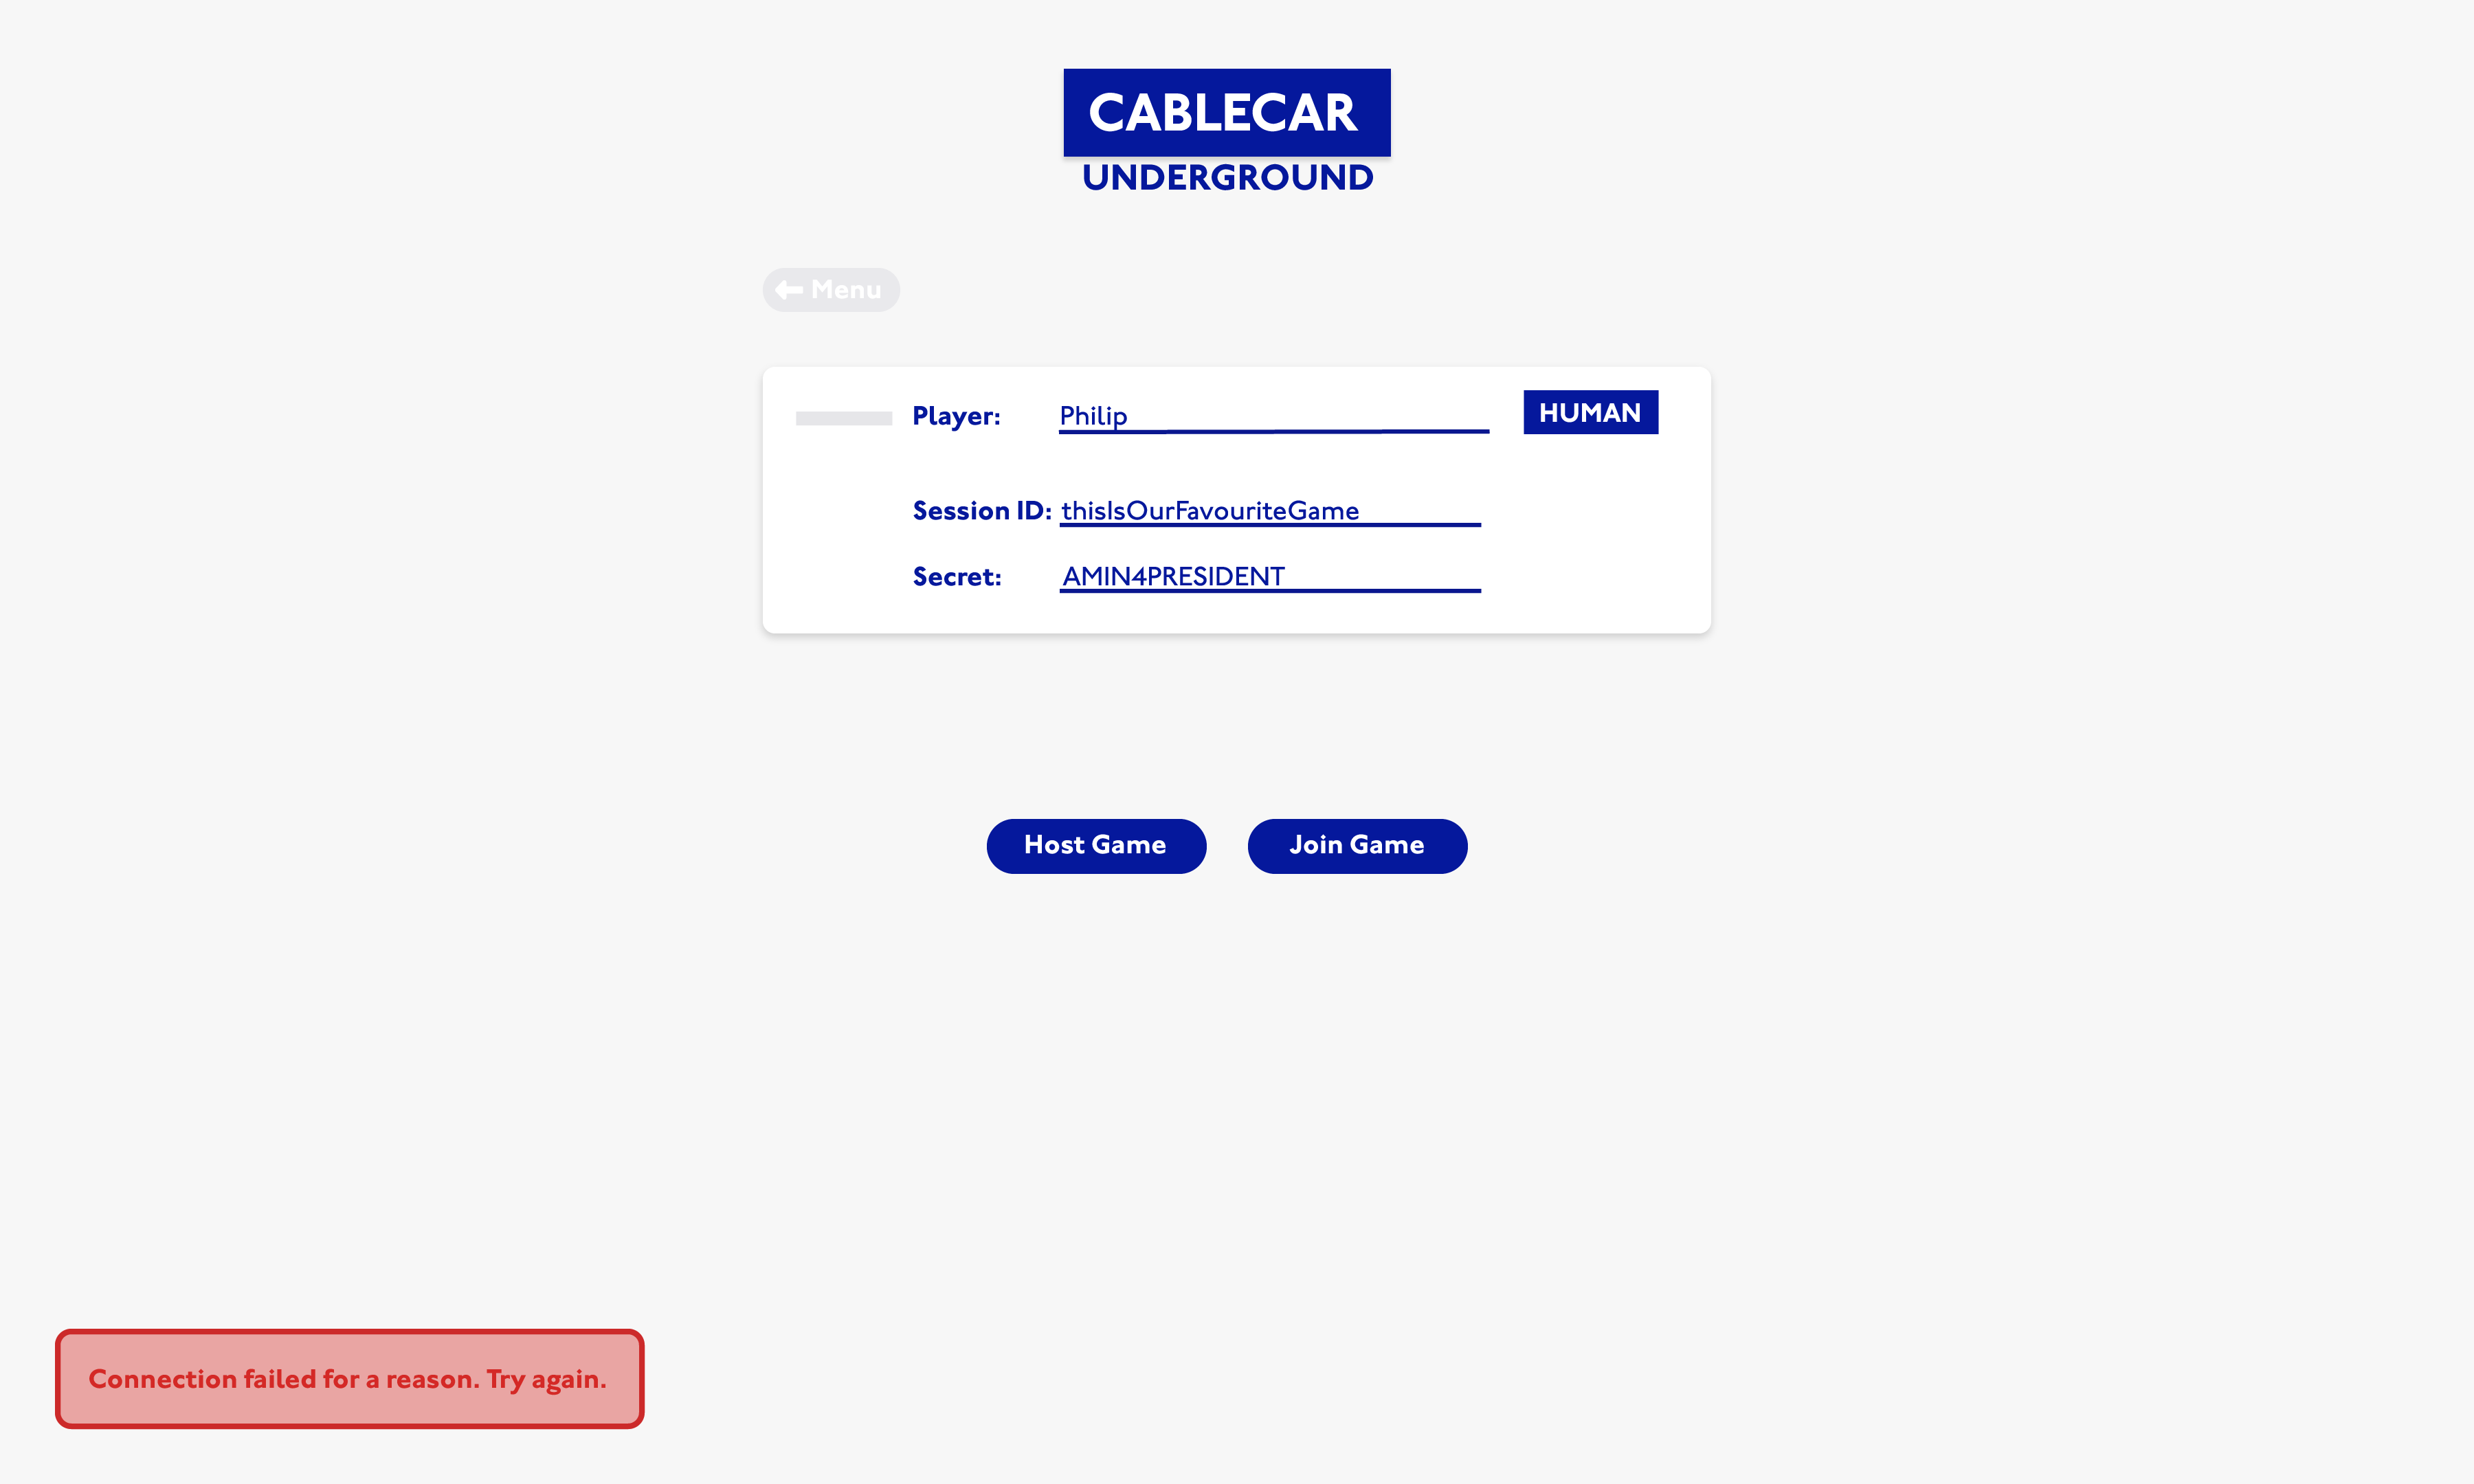 CABLECAR
UNDERGROUND
Menu
Player: Philip HUMAN
Session ID: thisIsOurFavouriteGame
Secret: AMIN4PRESIDENT
Host Game Join Game
Connection failed for a reason. Try again.